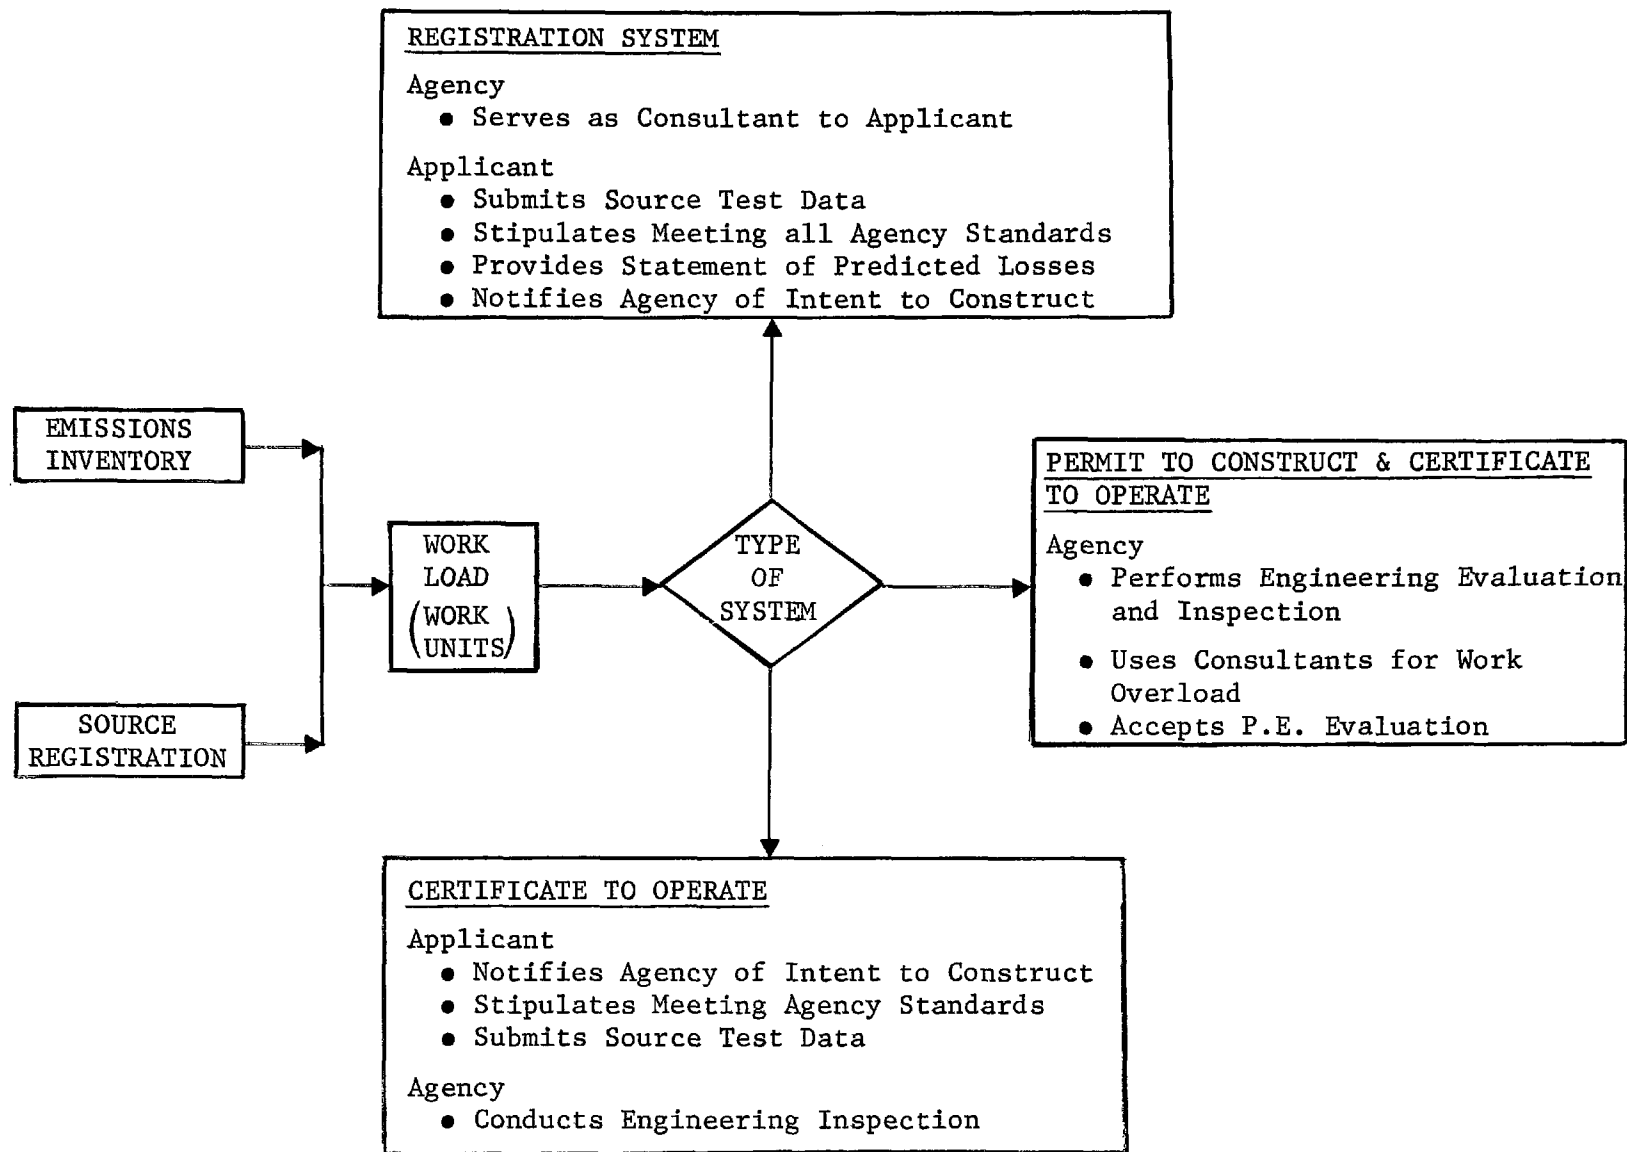 REGISTRATION SYSTEM
Agency
● Serves as Consultant to Applicant
Applicant
● Submits Source Test Data
● Stipulates Meeting all Agency Standards
● Provides Statement of Predicted Losses
● Notifies Agency of Intent to Construct
EMISSIONS
INVENTORY
SOURCE
REGISTRATION
WORK
LOAD
(WORK
UNITS)
TYPE
OF
SYSTEM
PERMIT TO CONSTRUCT & CERTIFICATE
TO OPERATE
Agency
● Performs Engineering Evaluation
and Inspection
● Uses Consultants for Work
Overload
● Accepts P.E. Evaluation
CERTIFICATE TO OPERATE
Applicant
● Notifies Agency of Intent to Construct
● Stipulates Meeting Agency Standards
● Submits Source Test Data
Agency
● Conducts Engineering Inspection